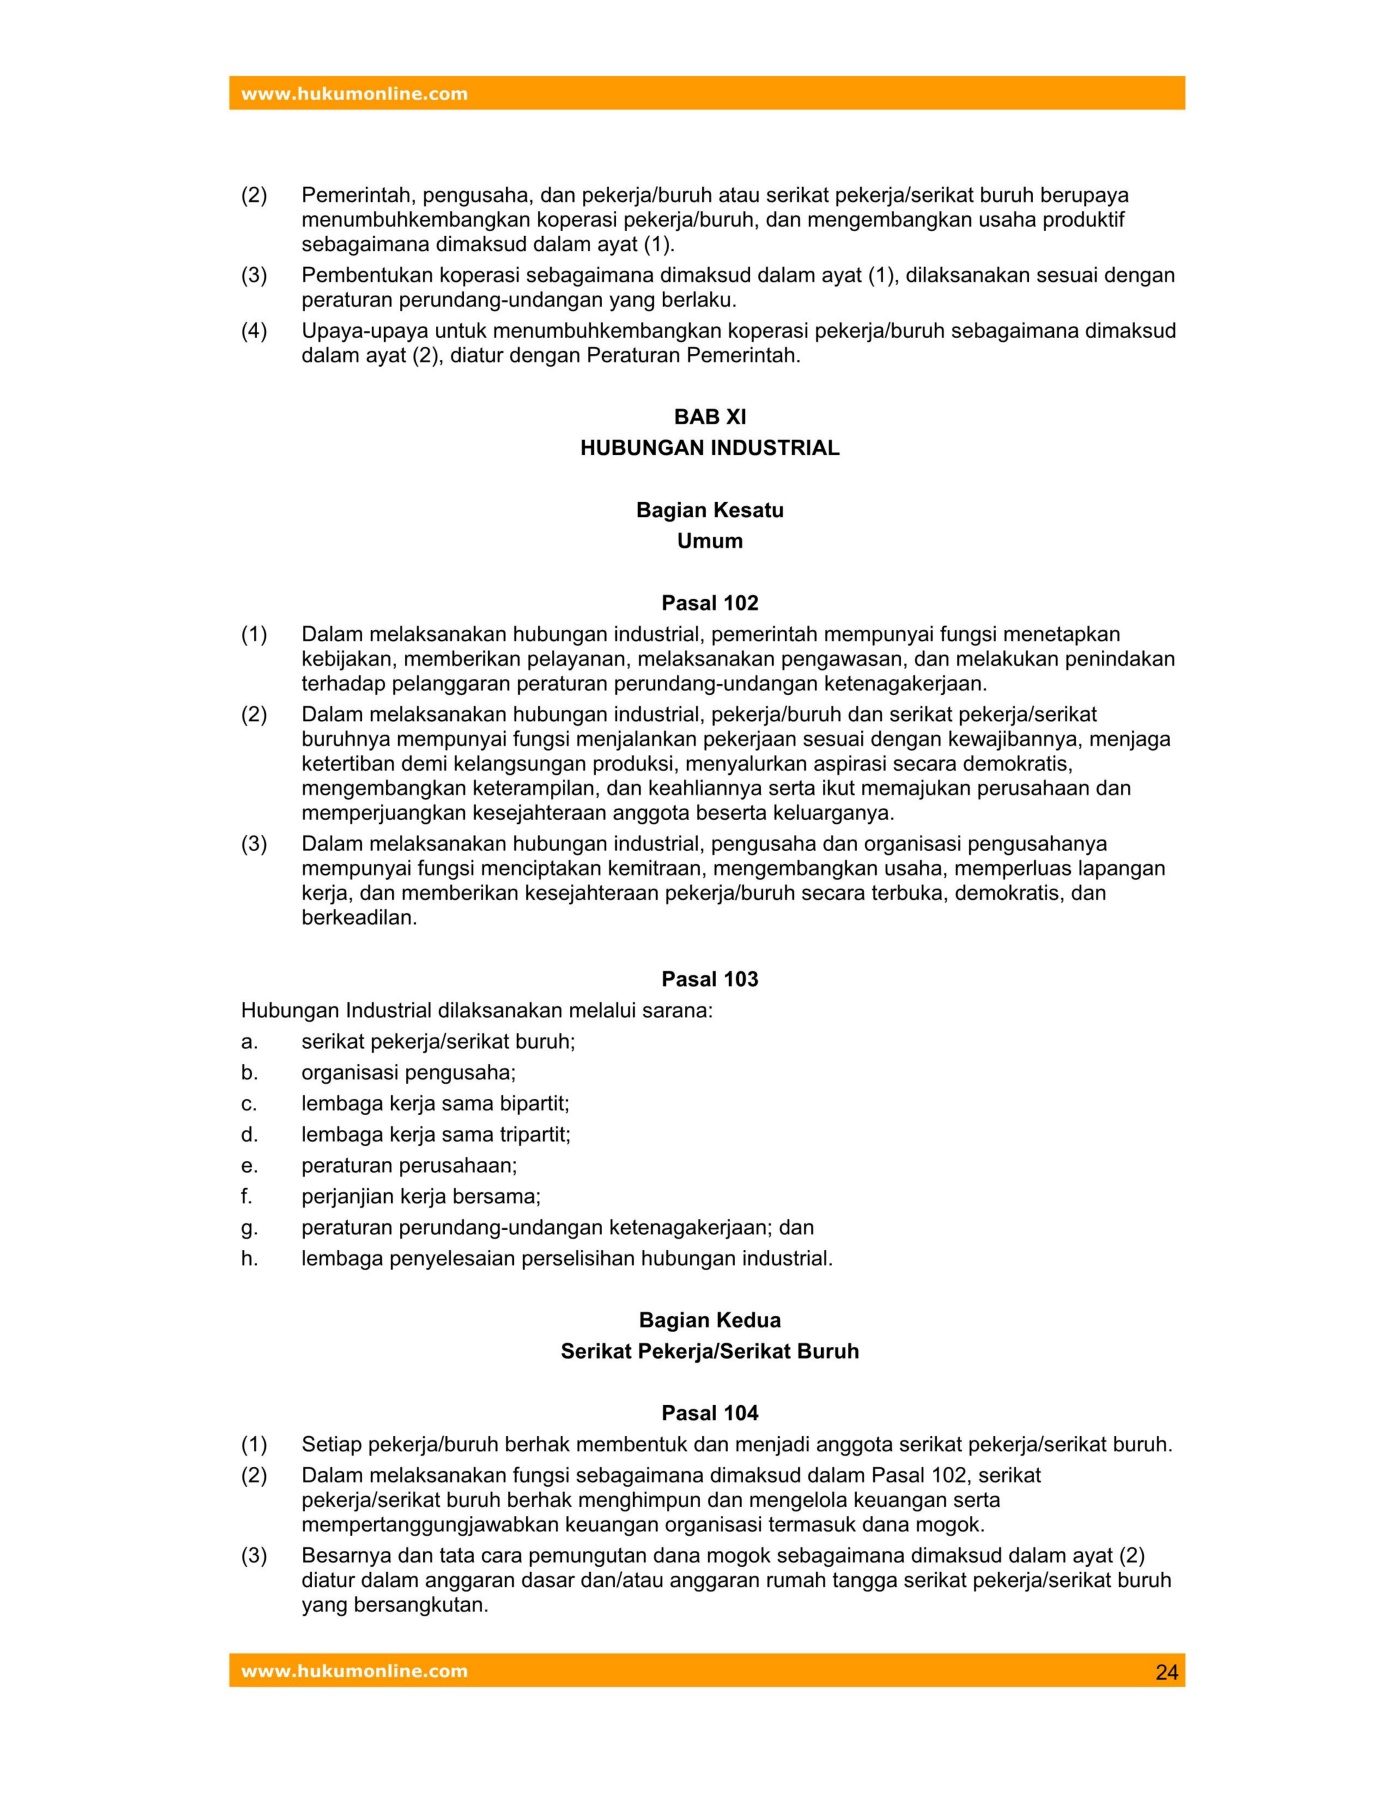 www.hukumonline.com
(2) Pemerintah, pengusaha, dan pekerja/buruh atau serikat pekerja/serikat buruh berupaya
menumbuhkembangkan koperasi pekerja/buruh, dan mengembangkan usaha produktif
sebagaimana dimaksud dalam ayat (1).
(3) Pembentukan koperasi sebagaimana dimaksud dalam ayat (1), dilaksanakan sesuai dengan
peraturan perundang-undangan yang berlaku.
(4) Upaya-upaya untuk menumbuhkembangkan koperasi pekerja/buruh sebagaimana dimaksud
dalam ayat (2), diatur dengan Peraturan Pemerintah.
BAB XI
HUBUNGAN INDUSTRIAL
Bagian Kesatu
Umum
Pasal 102
(1) Dalam melaksanakan hubungan industrial, pemerintah mempunyai fungsi menetapkan
kebijakan, memberikan pelayanan, melaksanakan pengawasan, dan melakukan penindakan
terhadap pelanggaran peraturan perundang-undangan ketenagakerjaan.
(2) Dalam melaksanakan hubungan industrial, pekerja/buruh dan serikat pekerja/serikat
buruhnya mempunyai fungsi menjalankan pekerjaan sesuai dengan kewajibannya, menjaga
ketertiban demi kelangsungan produksi, menyalurkan aspirasi secara demokratis,
mengembangkan keterampilan, dan keahliannya serta ikut memajukan perusahaan dan
memperjuangkan kesejahteraan anggota beserta keluarganya.
(3) Dalam melaksanakan hubungan industrial, pengusaha dan organisasi pengusahanya
mempunyai fungsi menciptakan kemitraan, mengembangkan usaha, memperluas lapangan
kerja, dan memberikan kesejahteraan pekerja/buruh secara terbuka, demokratis, dan
berkeadilan.
Pasal 103
Hubungan Industrial dilaksanakan melalui sarana:
a. serikat pekerja/serikat buruh;
b. organisasi pengusaha;
c. lembaga kerja sama bipartit;
d. lembaga kerja sama tripartit;
e. peraturan perusahaan;
f. perjanjian kerja bersama;
g. peraturan perundang-undangan ketenagakerjaan; dan
h. lembaga penyelesaian perselisihan hubungan industrial.
Bagian Kedua
Serikat Pekerja/Serikat Buruh
Pasal 104
(1) Setiap pekerja/buruh berhak membentuk dan menjadi anggota serikat pekerja/serikat buruh.
(2) Dalam melaksanakan fungsi sebagaimana dimaksud dalam Pasal 102, serikat
pekerja/serikat buruh berhak menghimpun dan mengelola keuangan serta
mempertanggungjawabkan keuangan organisasi termasuk dana mogok.
(3) Besarnya dan tata cara pemungutan dana mogok sebagaimana dimaksud dalam ayat (2)
diatur dalam anggaran dasar dan/atau anggaran rumah tangga serikat pekerja/serikat buruh
yang bersangkutan.
www.hukumonline.com 24